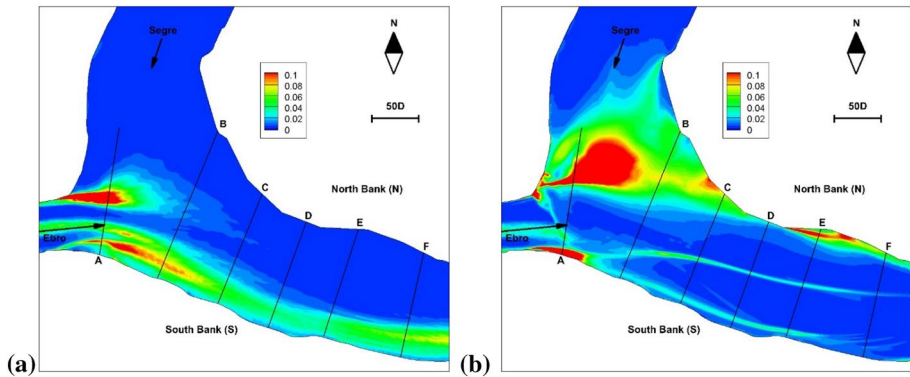 Segre
N
0.1
0.08
0.06
0.04
0.02
0
50D
B
C
North Bank (N)
D
E
F
Ebro
A
South Bank (S)
(a)
Segre
N
0.1
0.08
0.06
0.04
0.02
0
50D
B
C
North Bank (N)
D
E
F
Ebro
A
South Bank (S)
(b)